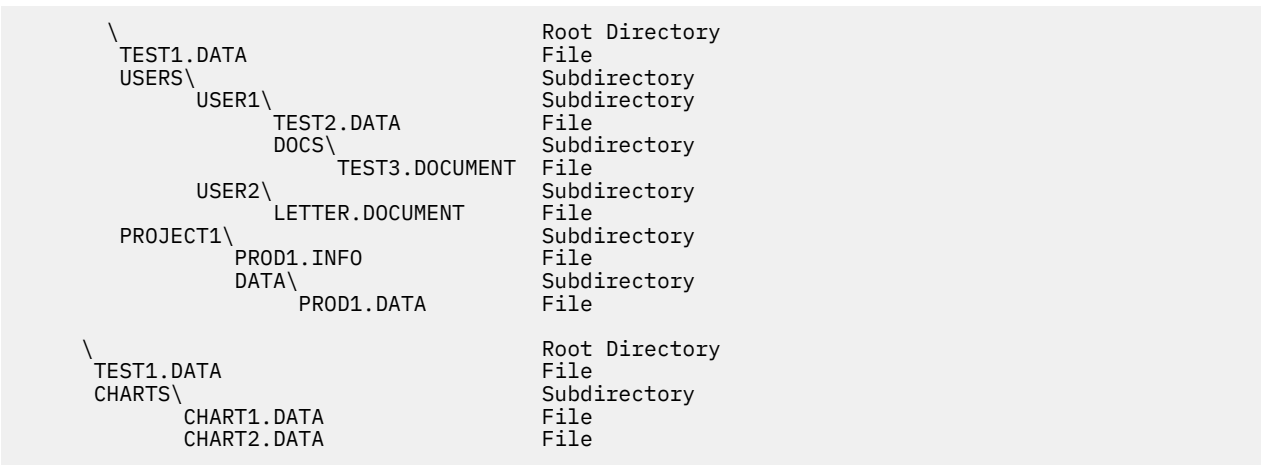 \ Root Directory
TEST1.DATA File
USERS\ Subdirectory
USER1\ Subdirectory
TEST2.DATA File
DOCS\ Subdirectory
TEST3.DOCUMENT File
USER2\ Subdirectory
LETTER.DOCUMENT File
PROJECT1\ Subdirectory
PROD1.INFO File
DATA\ Subdirectory
PROD1.DATA File
\ Root Directory
TEST1.DATA File
CHARTS\ Subdirectory
CHART1.DATA File
CHART2.DATA File